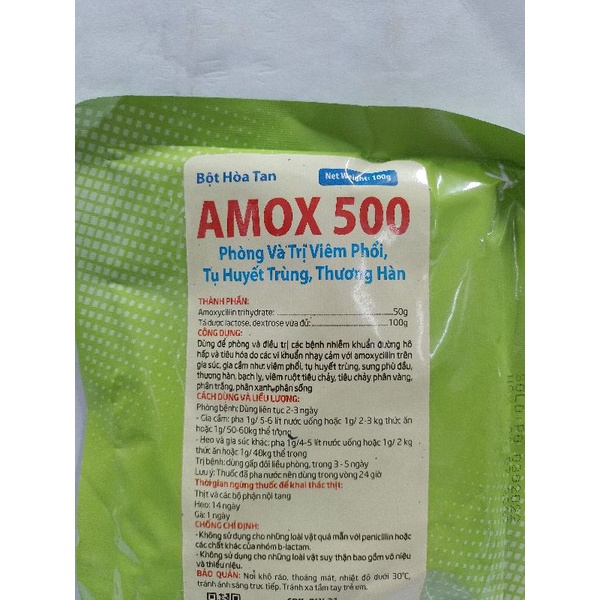 Bột Hòa Tan
Net Weight: 100g
AMOX 500
Phòng Và Trị Viêm Phổi,
Tụ Huyết Trùng, Thương Hàn
THÀNH PHẦN:
Amoxycillin trihydrate: 50g
Tá dược lactose, dextrose vừa đủ: 100g
CÔNG DỤNG:
Dùng để phòng và điều trị các bệnh nhiễm khuẩn đường hô
hấp và tiêu hóa do các vi khuẩn nhạy cảm với amoxycillin trên
gia súc, gia cầm như: viêm phổi, tụ huyết trùng, sưng phù đầu,
thương hàn, bạch lỵ, viêm ruột tiêu chảy, tiêu chảy phân vàng,
phân trắng, phân xanh, phân sống
CÁCH DÙNG VÀ LIỀU LƯỢNG:
Phòng bệnh: Dùng liên tục 2-3 ngày
- Gia cầm: pha 1g/ 5-6 lít nước uống hoặc 1g/ 2-3 kg thức ăn
hoặc 1g/ 50-60kg thể trọng
- Heo và gia súc khác: pha 1g/4-5 lít nước uống hoặc 1g/ 2 kg
thức ăn hoặc 1g/ 40kg thể trọng
Trị bệnh: dùng gấp đôi liều phòng, trong 3 - 5 ngày
Lưu ý: Thuốc đã pha nước nên dùng trong vòng 24 giờ
Thời gian ngừng thuốc để khai thác thịt:
Thịt và các bộ phận nội tạng
Heo: 14 ngày
Gà: 1 ngày
CHỐNG CHỈ ĐỊNH:
- Không sử dụng cho những loài vật quá mẫn với penicillin hoặc
các chất khác của nhóm b-lactam.
- Không sử dụng cho những loài vật suy thận bao gồm vô niệu
và thiểu niệu.
BẢO QUẢN: Nơi khô ráo, thoáng mát, nhiệt độ dưới 30°C,
tránh ánh sáng trực tiếp. Tránh xa tầm tay trẻ em.